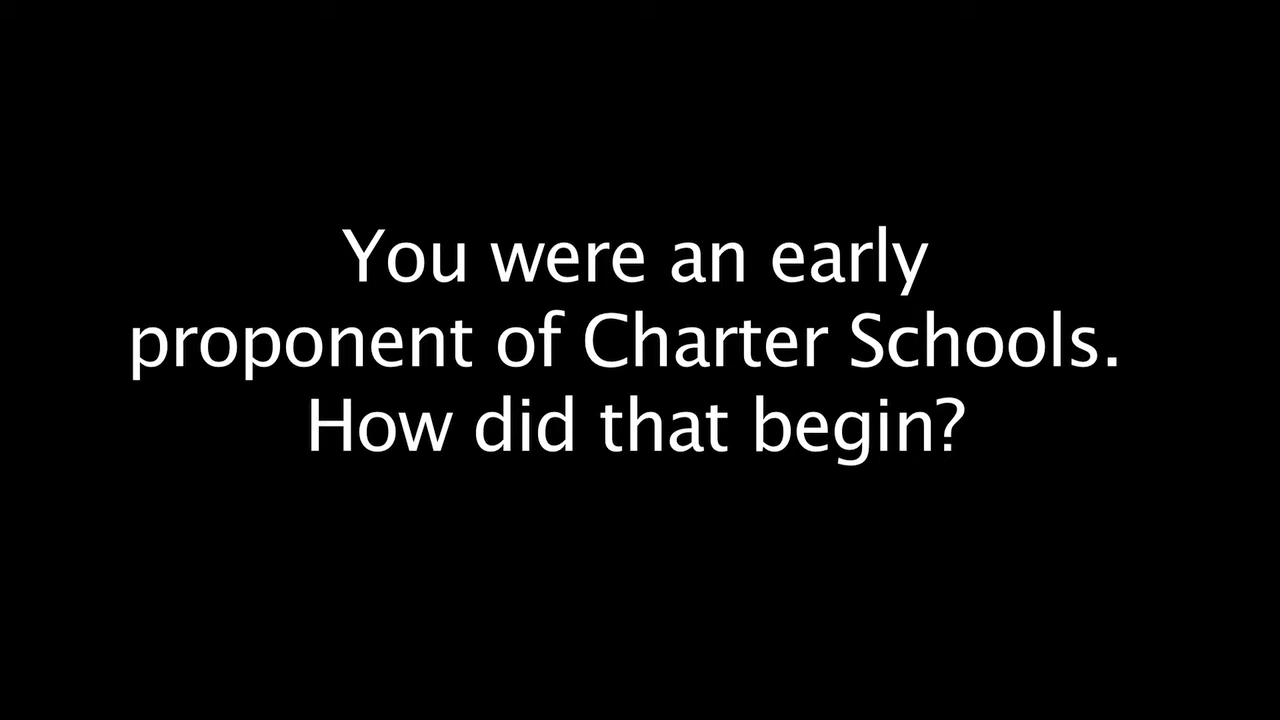 You were an early
proponent of Charter Schools.
How did that begin?